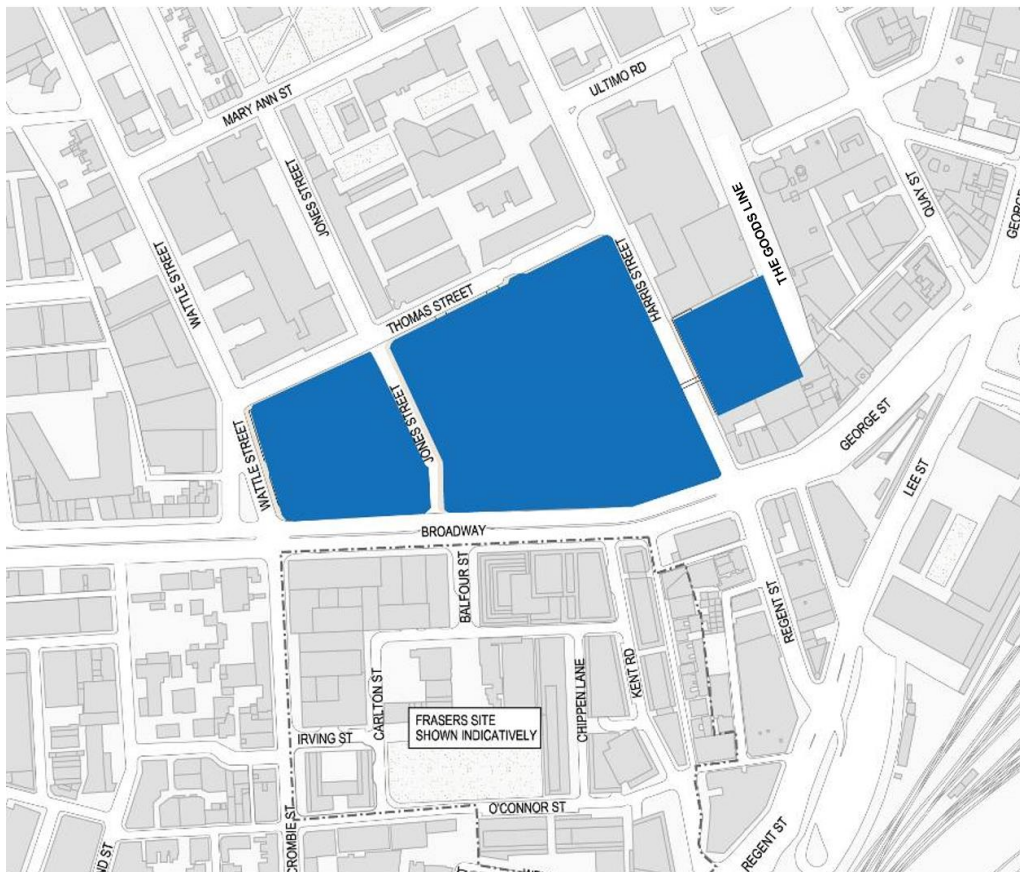 MARY ANN ST
ULTIMO RD
JONES STREET
QUAY ST
THE GOODS LINE
WATTLE STREET
HARRIS STREET
THOMAS STREET
JONES STREET
WATTLE STREET
GEORGE ST
LEE ST
BROADWAY
BALFOUR ST
REGENT ST
KENT RD
CARLTON ST
CHIPPEN LANE
FRASERS SITE
SHOWN INDICATIVELY
IRVING ST
O'CONNOR ST
REGENT ST